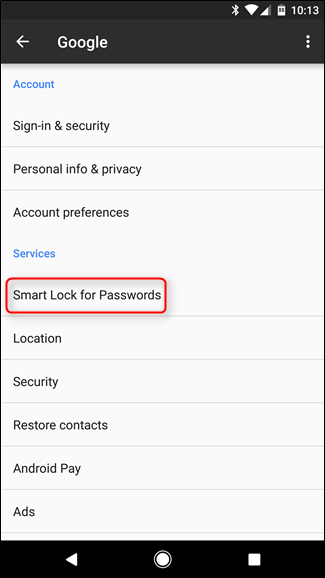 10:13
Google
Account
Sign-in & security
Personal info & privacy
Account preferences
Services
Smart Lock for Passwords
Location
Security
Restore contacts
Android Pay
Ads